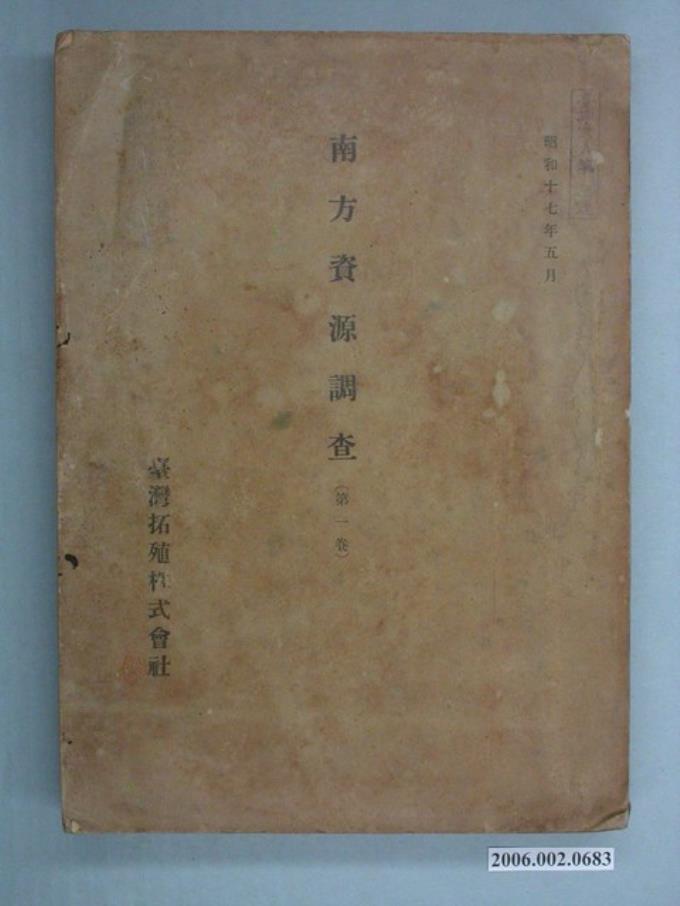 昭和十七年五月
南方資源調查
(第一卷)
臺灣拓殖株式會社
2006.002.0683